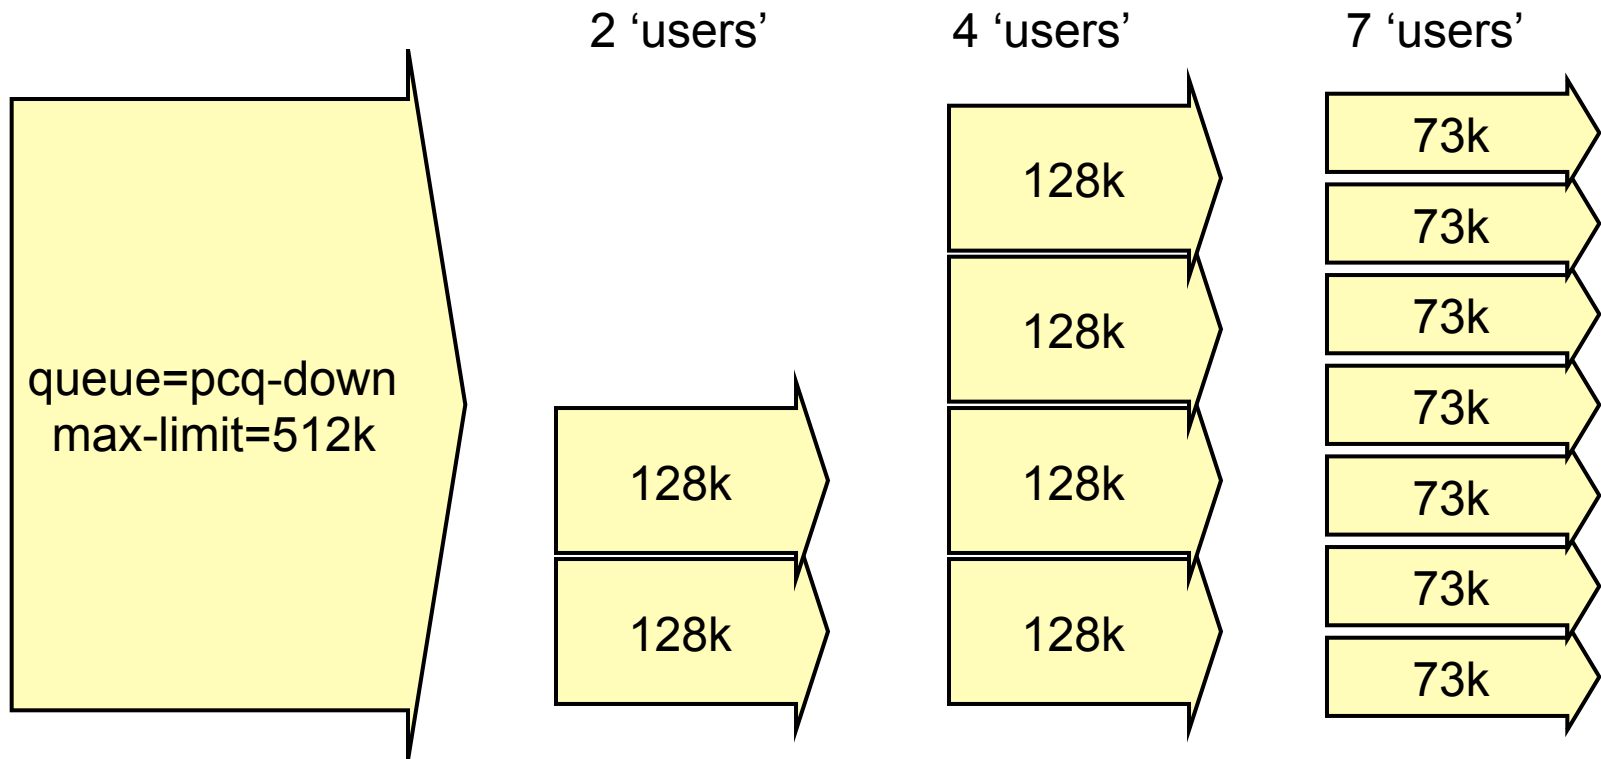 2 ‘users’
4 ‘users’
7 ‘users’
queue=pcq-down
max-limit=512k
128k
128k
128k
128k
128k
128k
73k
73k
73k
73k
73k
73k
73k